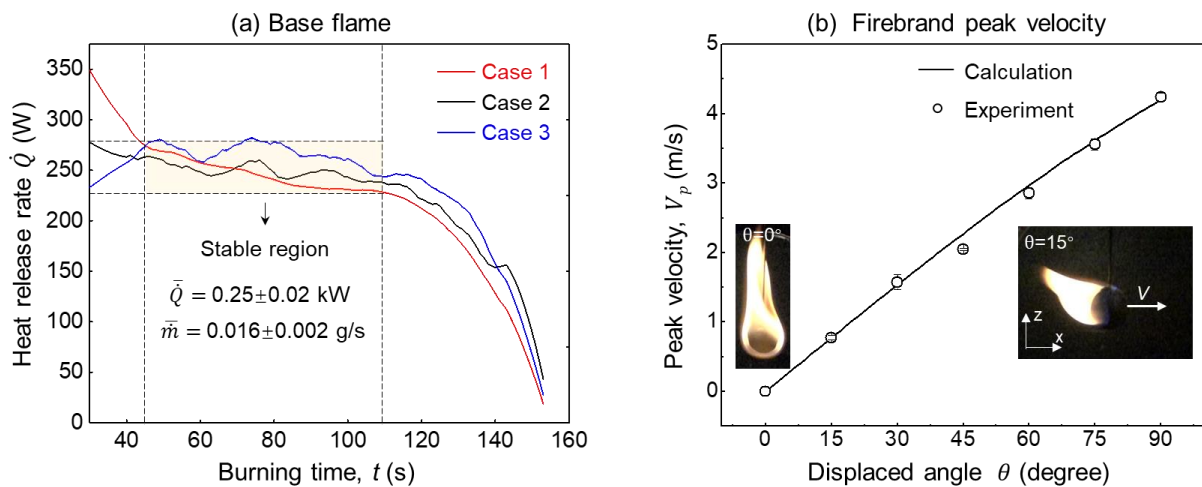 (a) Base flame
350
300
250
200
150
100
50
0
Heat release rate Q̇ (W)
Case 1
Case 2
Case 3
Stable region
Q̇̄ = 0.25±0.02 kW
m̄ = 0.016±0.002 g/s
40 60 80 100 120 140 160
Burning time, t (s)
(b) Firebrand peak velocity
5
4
3
2
1
0
Peak velocity, Vₚ (m/s)
Calculation
Experiment
θ=0°
θ=15°
V
z
x
0 15 30 45 60 75 90
Displaced angle θ (degree)